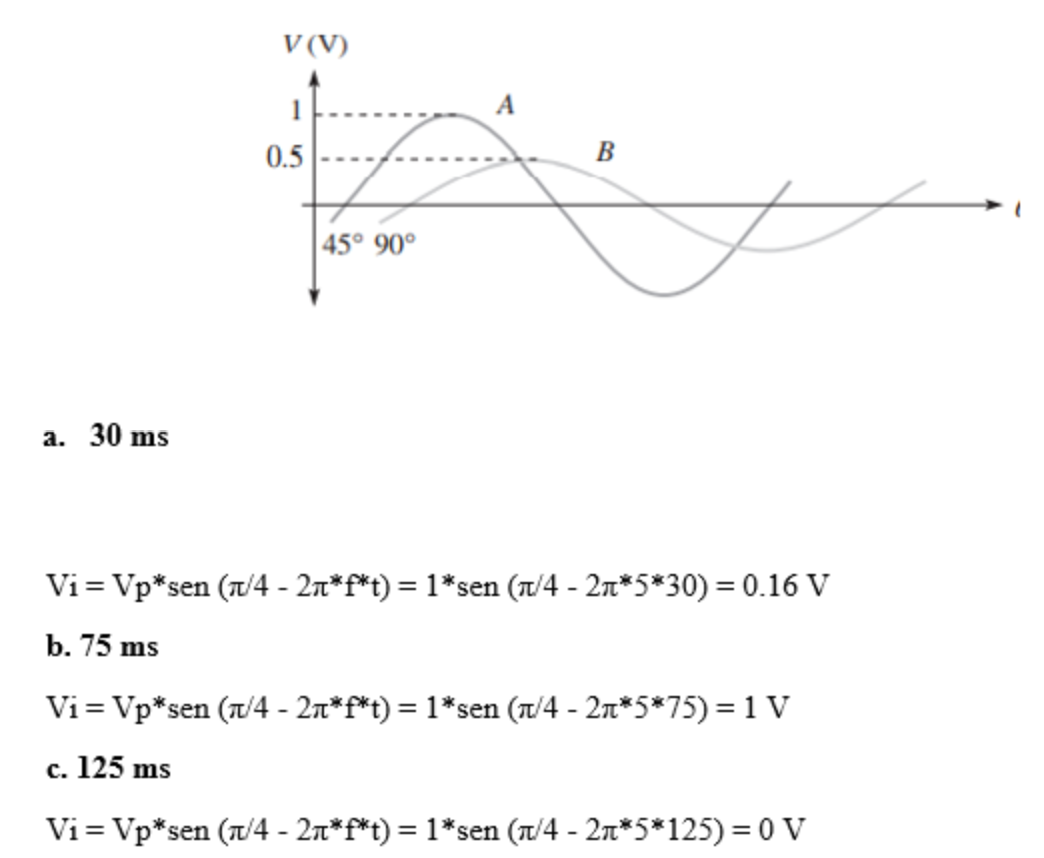 V (V)
1
A
0.5
B
45° 90°
a. 30 ms
Vi = Vp*sen (π/4 - 2π*f*t) = 1*sen (π/4 - 2π*5*30) = 0.16 V
b. 75 ms
Vi = Vp*sen (π/4 - 2π*f*t) = 1*sen (π/4 - 2π*5*75) = 1 V
c. 125 ms
Vi = Vp*sen (π/4 - 2π*f*t) = 1*sen (π/4 - 2π*5*125) = 0 V